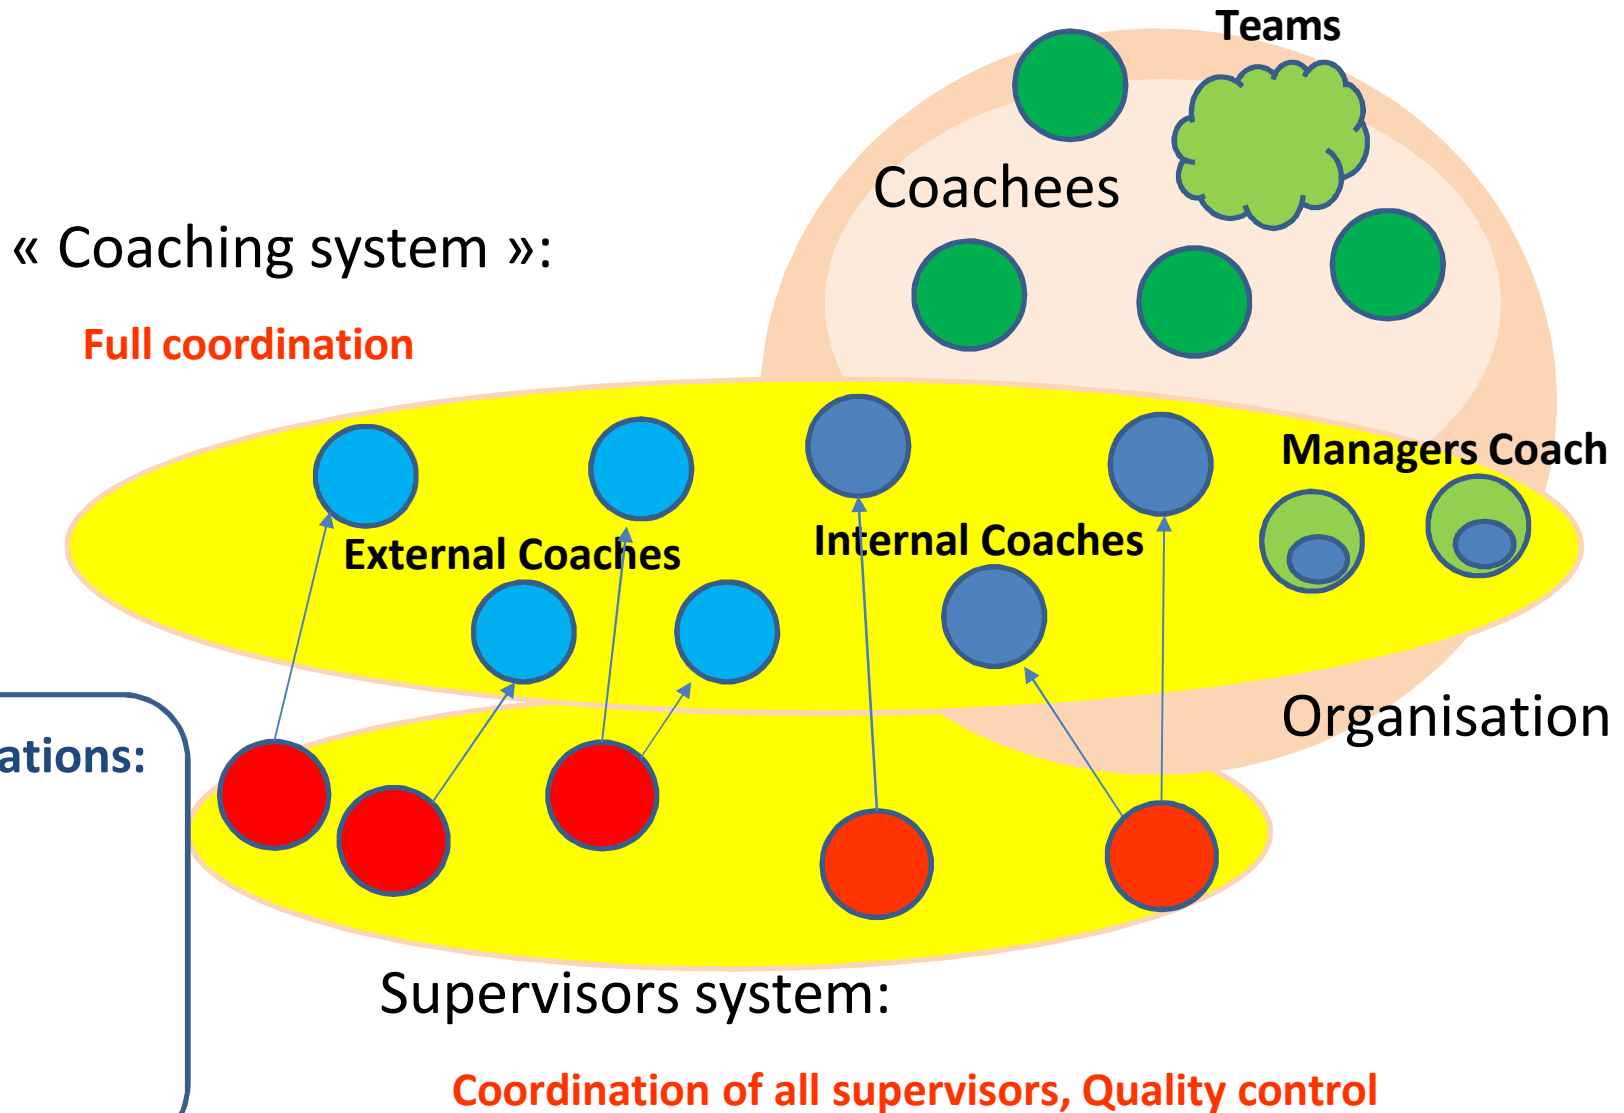 Teams
Coachees
« Coaching system »:
Full coordination
Managers Coach
External Coaches
Internal Coaches
Organisation
ations:
Supervisors system:
Coordination of all supervisors, Quality control